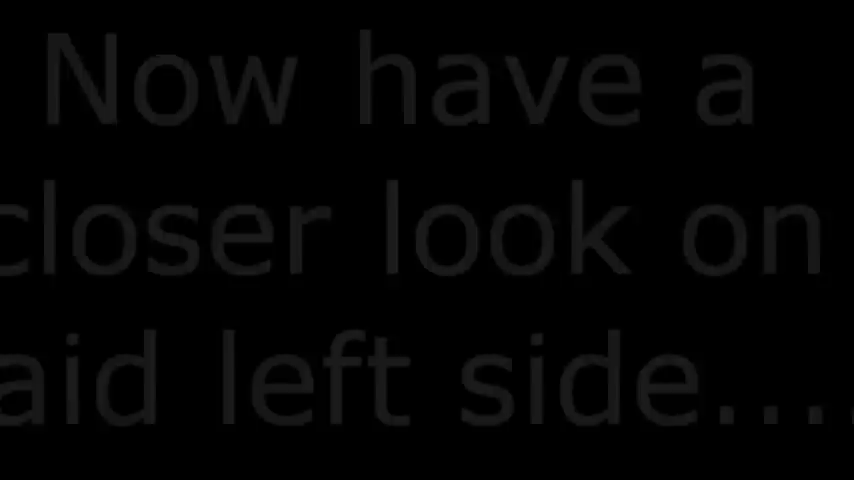 Now have a
closer look on
aid left side....